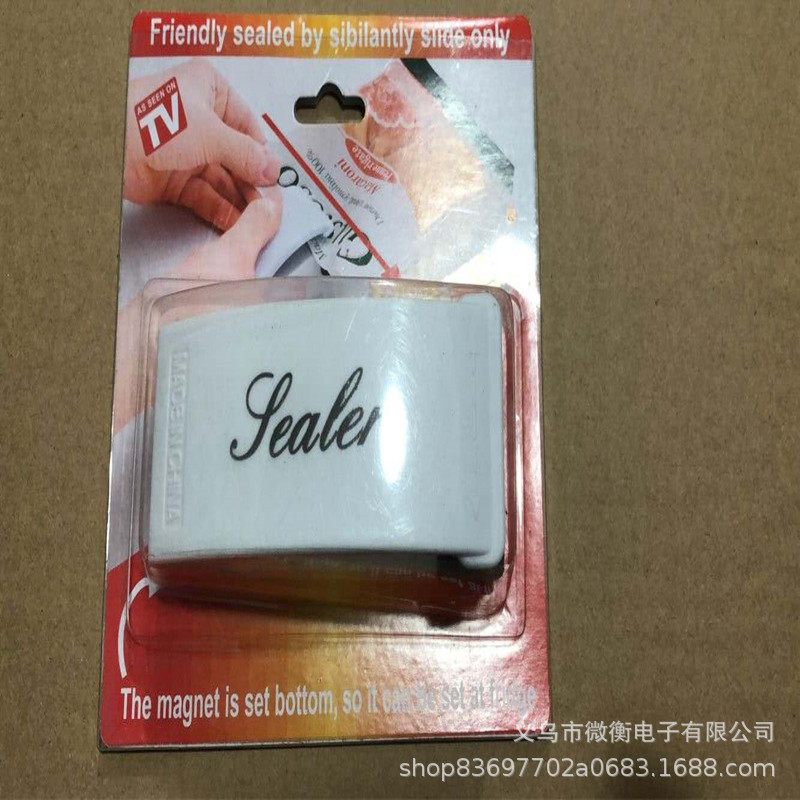 Friendly sealed by sibilantly slide only
AS SEEN ON
TV
Macaroni
Sealer
MADE IN CHINA
The magnet is set bottom, so it can be set at fridge
义乌市微衡电子有限公司
shop83697702a0683.1688.com